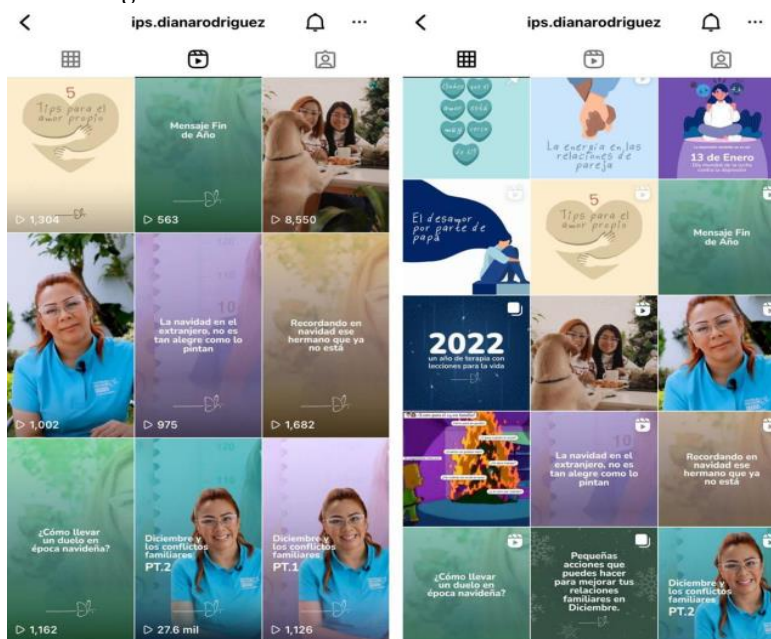 ips.dianarodriguez
5
Tips para el
amor propio
1,304
Mensaje Fin
de Año
563
8,550
1,002
La navidad en el
extranjero, no es
tan alegre como lo
pintan
975
Recordando en
navidad ese
hermano que ya
no está
1,682
¿Cómo llevar
un duelo en
época navideña?
1,162
Diciembre y
los conflictos
familiares
PT.2
27.6 mil
Diciembre y
los conflictos
familiares
PT.1
1,126
ips.dianarodriguez
amor está
muy cerca
de ti
La energía en las
relaciones de
pareja
13 de Enero
El desamor
por parte de
papá
5
Tips para el
amor propio
Mensaje Fin
de Año
2022
un año de terapia con
lecciones para la vida
La navidad en el
extranjero, no es
tan alegre como lo
pintan
Recordando en
navidad ese
hermano que ya
no está
¿Cómo llevar
un duelo en
época navideña?
Pequeñas
acciones que
puedes hacer
para mejorar tus
relaciones
familiares en
Diciembre.
Diciembre y
los conflictos
familiares
PT.2